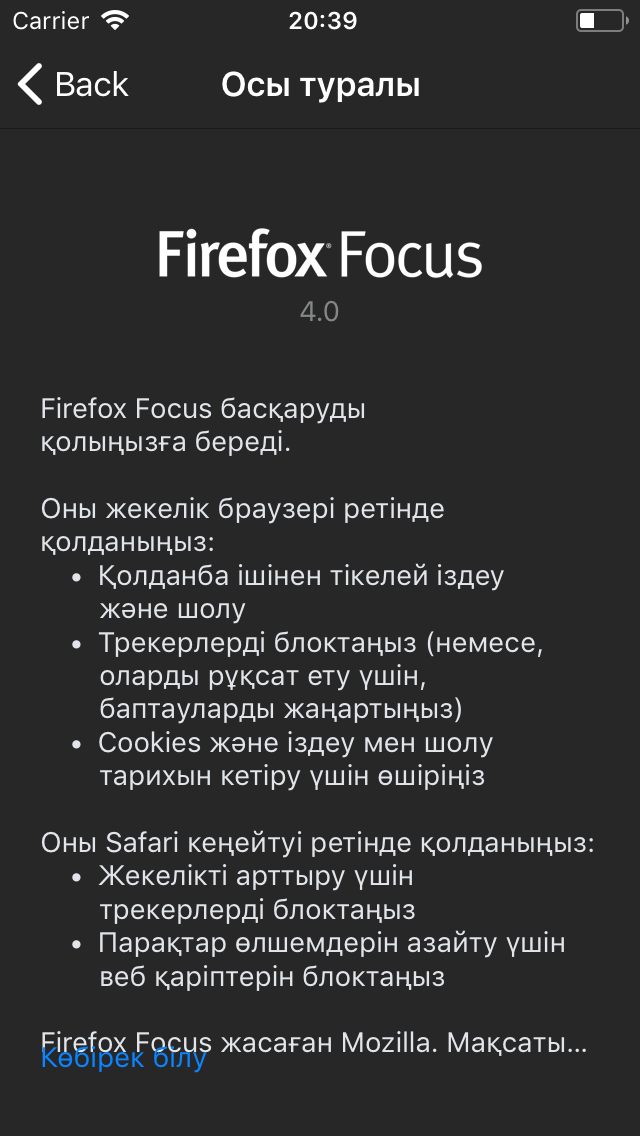 Carrier 20:39
Back Осы туралы
Firefox Focus
4.0
Firefox Focus басқаруды
қолыңызға береді.
Оны жекелік браузері ретінде
қолданыңыз:
• Қолданба ішінен тікелей іздеу
және шолу
• Трекерлерді блоктаңыз (немесе,
оларды рұқсат ету үшін,
баптауларды жаңартыңыз)
• Cookies және іздеу мен шолу
тарихын кетіру үшін өшіріңіз
Оны Safari кеңейтуі ретінде қолданыңыз:
• Жекелікті арттыру үшін
трекерлерді блоктаңыз
• Парақтар өлшемдерін азайту үшін
веб қаріптерін блоктаңыз
Firefox Focus жасаған Mozilla. Мақсаты...
Көбірек білу